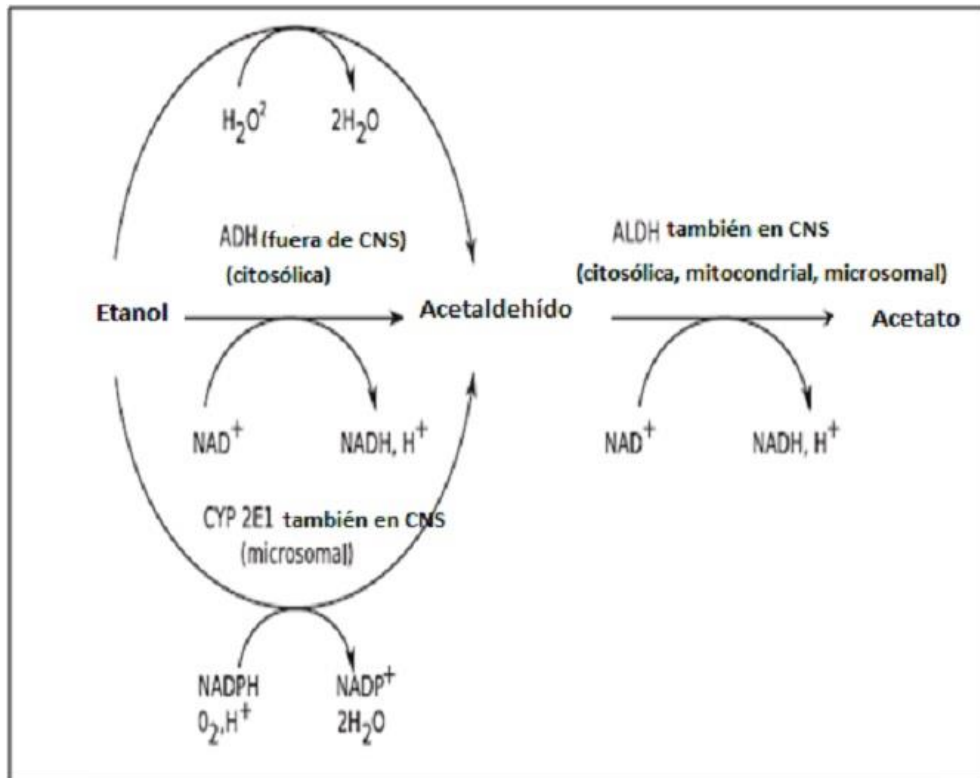 H₂O² 2H₂O
ADH (fuera de CNS)
(citosólica)
ALDH también en CNS
(citosólica, mitocondrial, microsomal)
Etanol Acetaldehído Acetato
NAD⁺ NADH, H⁺ NAD⁺ NADH, H⁺
CYP 2E1 también en CNS
(microsomal)
NADPH NADP⁺
O₂,H⁺ 2H₂O